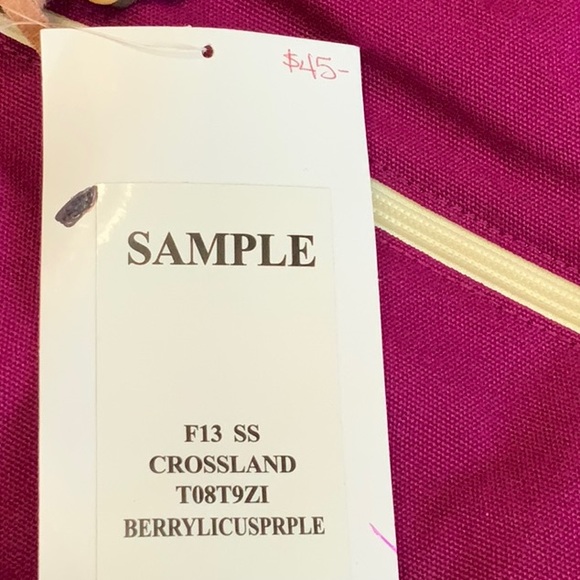 $45-
SAMPLE
F13 SS
CROSSLAND
T08T9ZI
BERRYLICUSPRPLE